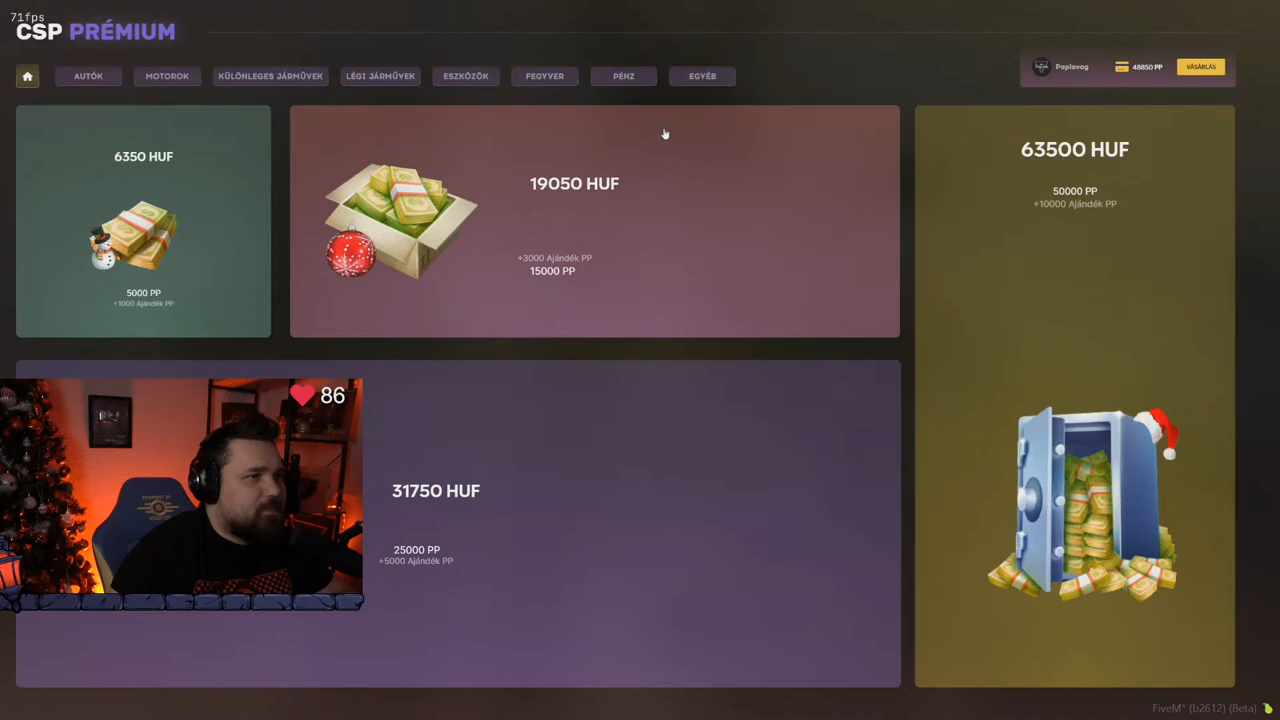 71fps
CSP PRÉMIUM
AUTÓK
MOTOROK
KÜLÖNLEGES JÁRMŰVEK
LÉGI JÁRMŰVEK
ESZKÖZÖK
FEGYVER
PÉNZ
EGYÉB
Paplovag
48850 PP
VÁSÁRLÁS
6350 HUF
5000 PP
+1000 Ajándék PP
19050 HUF
+3000 Ajándék PP
15000 PP
63500 HUF
50000 PP
+10000 Ajándék PP
86
31750 HUF
25000 PP
+5000 Ajándék PP
FiveM* (b2612) (Beta)